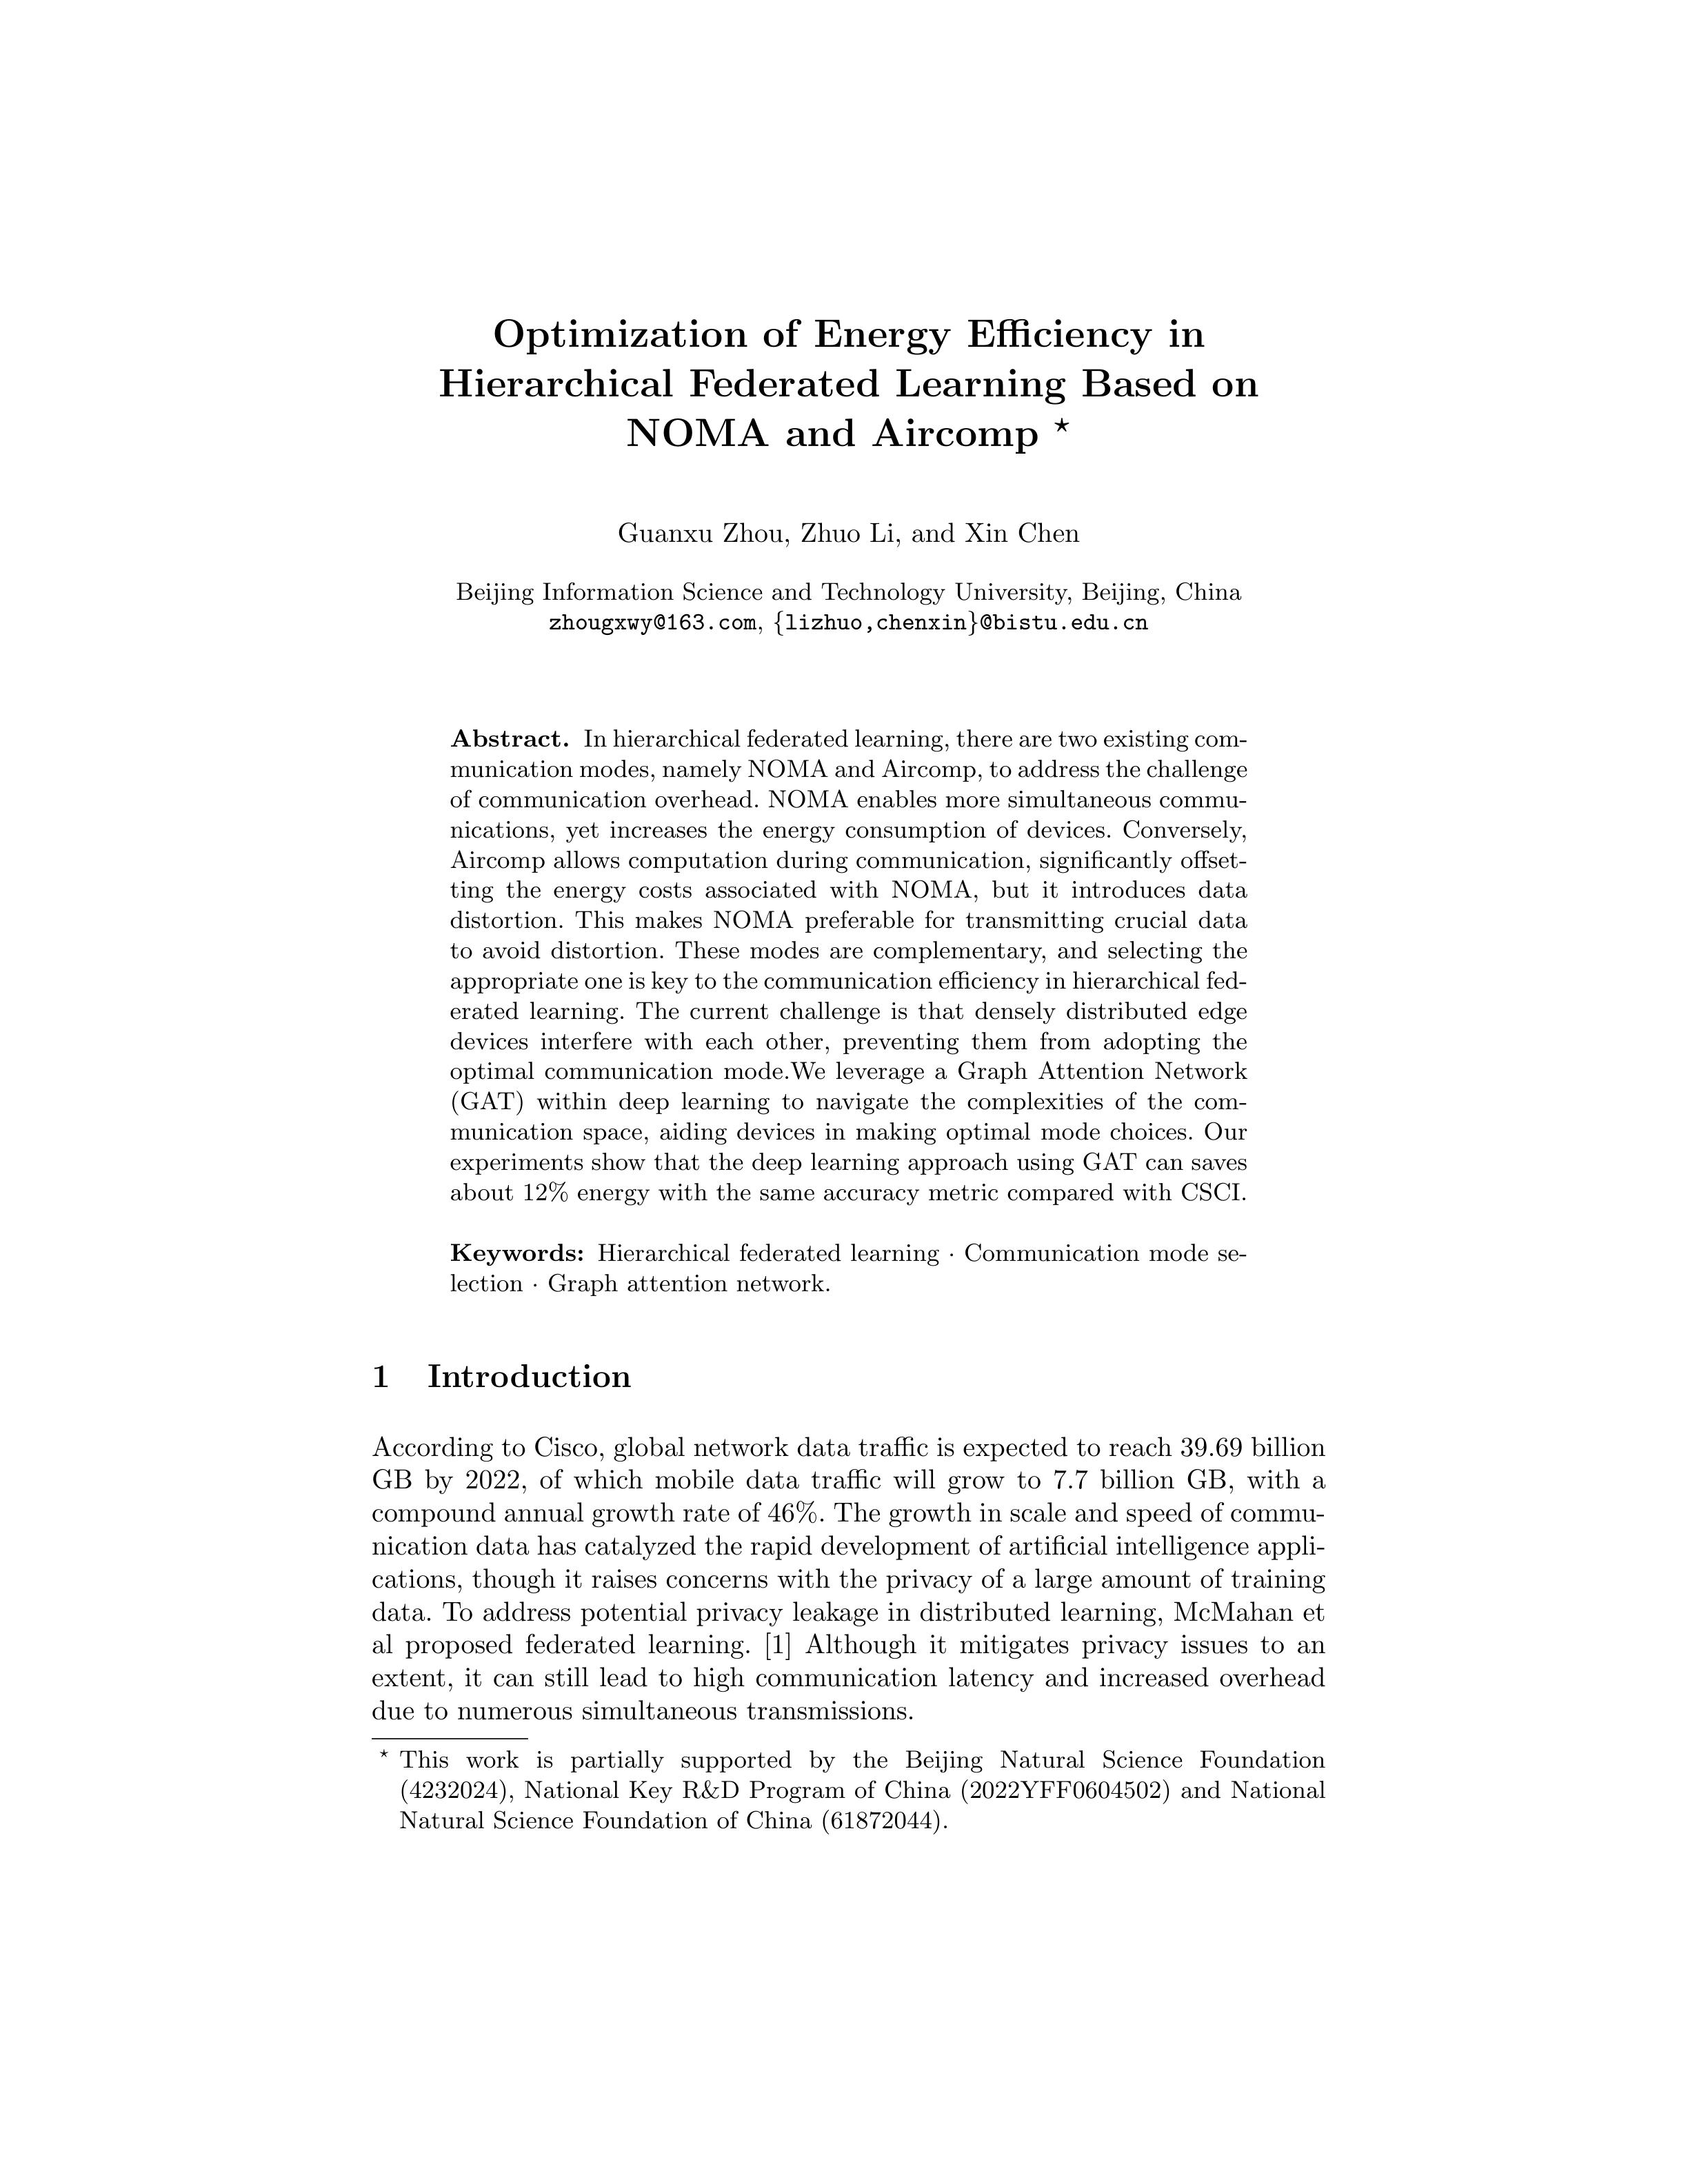 Optimization of Energy Efficiency in
Hierarchical Federated Learning Based on
NOMA and Aircomp ⋆
Guanxu Zhou, Zhuo Li, and Xin Chen
Beijing Information Science and Technology University, Beijing, China
zhougxwy@163.com, {lizhuo,chenxin}@bistu.edu.cn
Abstract. In hierarchical federated learning, there are two existing com-
munication modes, namely NOMA and Aircomp, to address the challenge
of communication overhead. NOMA enables more simultaneous commu-
nications, yet increases the energy consumption of devices. Conversely,
Aircomp allows computation during communication, significantly offset-
ting the energy costs associated with NOMA, but it introduces data
distortion. This makes NOMA preferable for transmitting crucial data
to avoid distortion. These modes are complementary, and selecting the
appropriate one is key to the communication efficiency in hierarchical fed-
erated learning. The current challenge is that densely distributed edge
devices interfere with each other, preventing them from adopting the
optimal communication mode.We leverage a Graph Attention Network
(GAT) within deep learning to navigate the complexities of the com-
munication space, aiding devices in making optimal mode choices. Our
experiments show that the deep learning approach using GAT can saves
about 12% energy with the same accuracy metric compared with CSCI.
Keywords: Hierarchical federated learning · Communication mode se-
lection · Graph attention network.
1 Introduction
According to Cisco, global network data traffic is expected to reach 39.69 billion
GB by 2022, of which mobile data traffic will grow to 7.7 billion GB, with a
compound annual growth rate of 46%. The growth in scale and speed of commu-
nication data has catalyzed the rapid development of artificial intelligence appli-
cations, though it raises concerns with the privacy of a large amount of training
data. To address potential privacy leakage in distributed learning, McMahan et
al proposed federated learning. [1] Although it mitigates privacy issues to an
extent, it can still lead to high communication latency and increased overhead
due to numerous simultaneous transmissions.
⋆ This work is partially supported by the Beijing Natural Science Foundation
(4232024), National Key R&D Program of China (2022YFF0604502) and National
Natural Science Foundation of China (61872044).